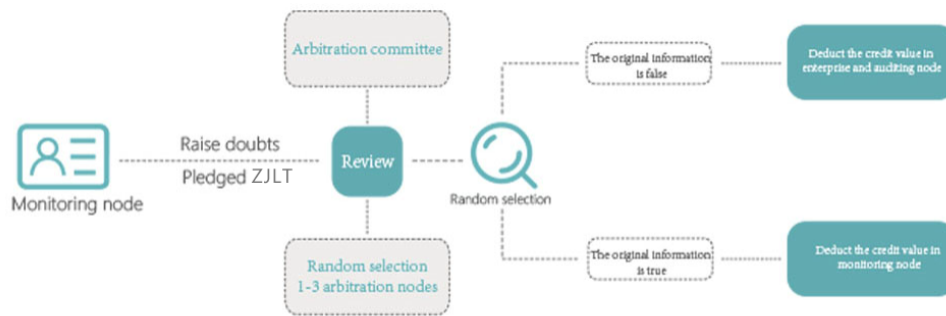 Arbitration committee
Raise doubts
Pledged ZJLT
Monitoring node
Review
Random selection
1-3 arbitration nodes
Random selection
The original information
is false
Deduct the credit value in
enterprise and auditing node
The original information
is true
Deduct the credit value in
monitoring node